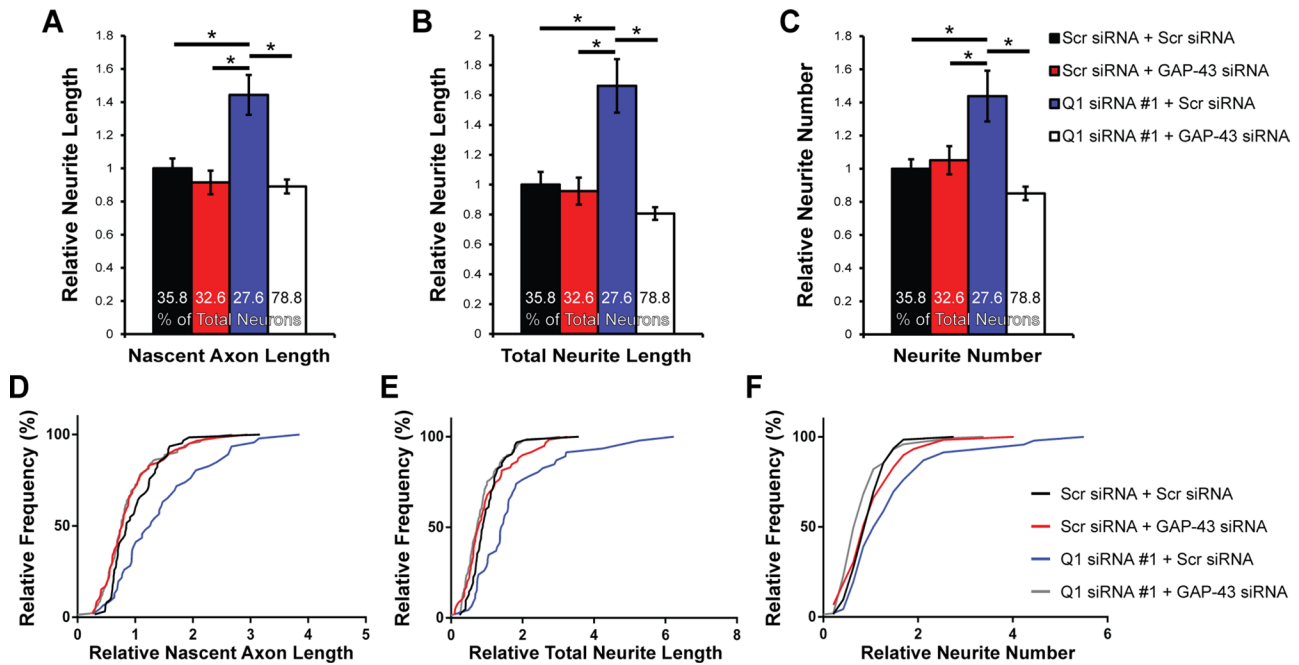 A
Relative Neurite Length
1.8
1.6
1.4
1.2
1
0.8
0.6
0.4
0.2
0
* * *
35.8 32.6 27.6 78.8
% of Total Neurons
Nascent Axon Length
B
Relative Neurite Length
2
1.8
1.6
1.4
1.2
1
0.8
0.6
0.4
0.2
0
* * *
35.8 32.6 27.6 78.8
% of Total Neurons
Total Neurite Length
C
Relative Neurite Number
1.8
1.6
1.4
1.2
1
0.8
0.6
0.4
0.2
0
* * *
35.8 32.6 27.6 78.8
% of Total Neurons
Neurite Number
Scr siRNA + Scr siRNA
Scr siRNA + GAP-43 siRNA
Q1 siRNA #1 + Scr siRNA
Q1 siRNA #1 + GAP-43 siRNA
D
Relative Frequency (%)
100
50
0
0 1 2 3 4 5
Relative Nascent Axon Length
E
Relative Frequency (%)
100
50
0
0 2 4 6 8
Relative Total Neurite Length
F
Relative Frequency (%)
100
50
0
0 2 4 6
Relative Neurite Number
Scr siRNA + Scr siRNA
Scr siRNA + GAP-43 siRNA
Q1 siRNA #1 + Scr siRNA
Q1 siRNA #1 + GAP-43 siRNA